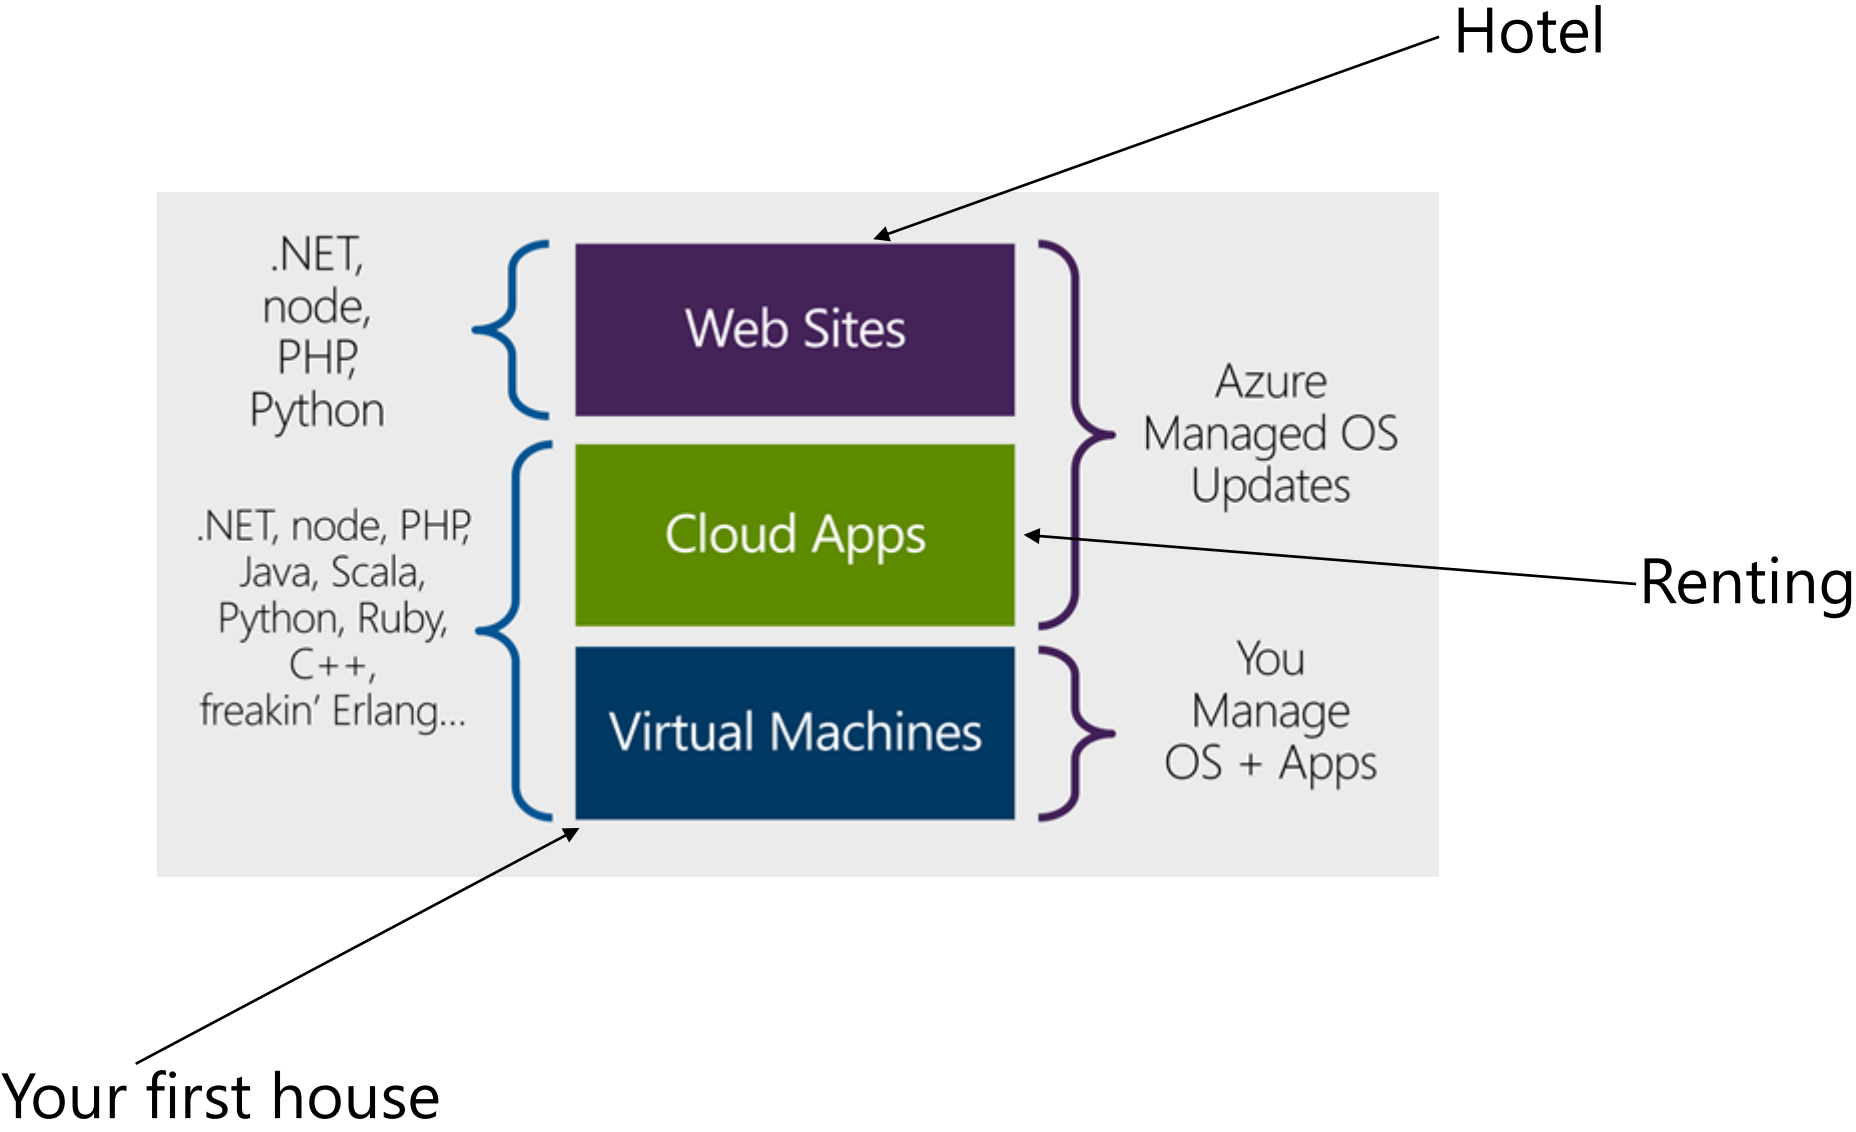 Hotel
.NET,
node,
PHP,
Python
Web Sites
Azure
Managed OS
Updates
.NET, node, PHP,
Java, Scala,
Python, Ruby,
C++,
freakin’ Erlang...
Cloud Apps
Renting
Virtual Machines
You
Manage
OS + Apps
Your first house